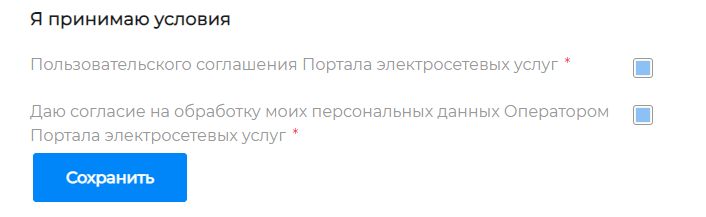 Я принимаю условия
Пользовательского соглашения Портала электросетевых услуг *
Даю согласие на обработку моих персональных данных Оператором
Портала электросетевых услуг *
Сохранить